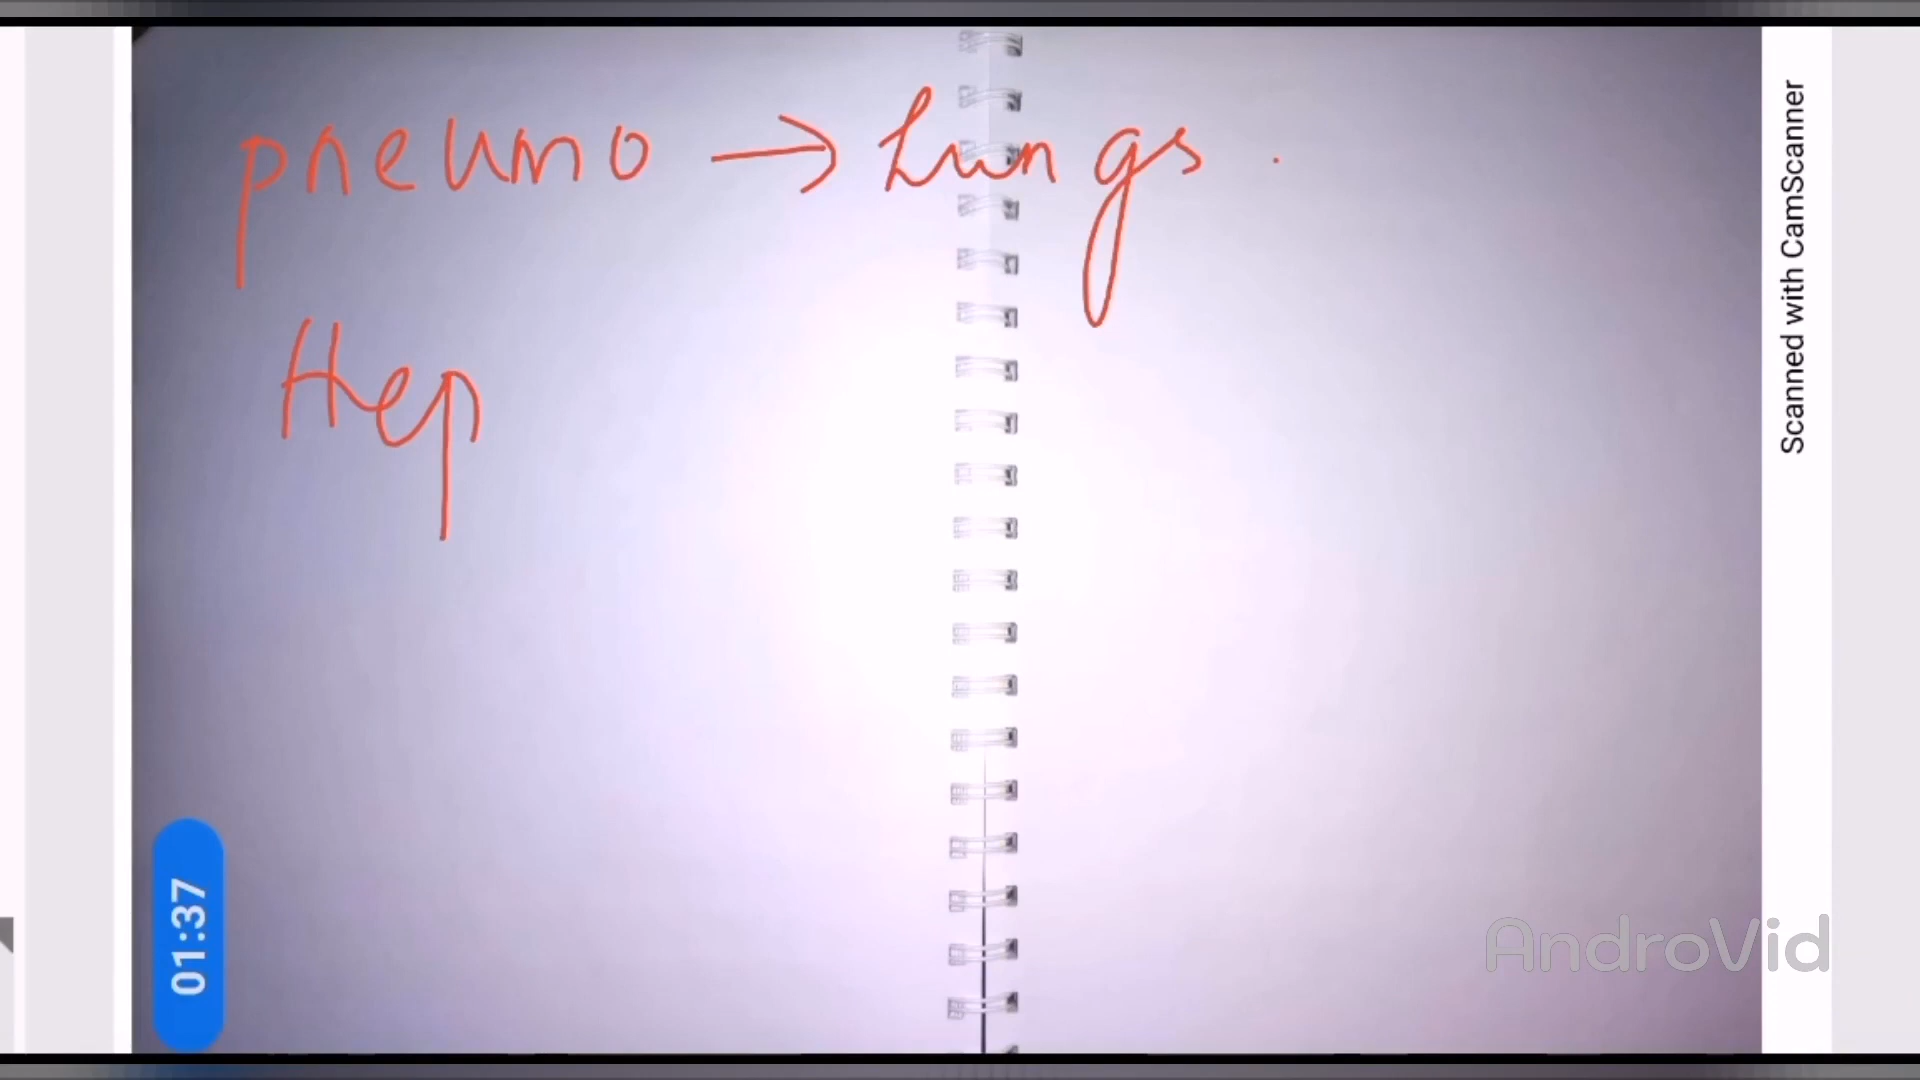 pneumo → Lungs.
Hep
Scanned with CamScanner
01:37
AndroVid